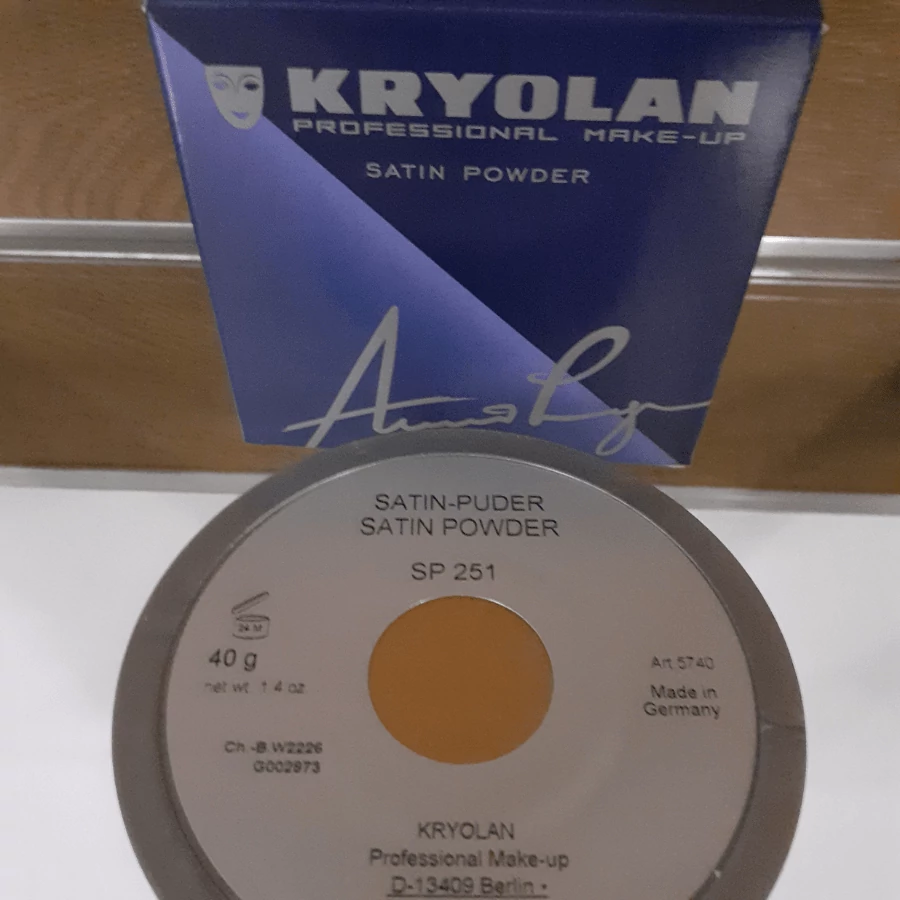 KRYOLAN
PROFESSIONAL MAKE-UP
SATIN POWDER
SATIN-PUDER
SATIN POWDER
SP 251
24 M
40 g
net wt. 1.4 oz
Art.5740
Made in
Germany
Ch.-B.W2226
G002973
KRYOLAN
Professional Make-up
D-13409 Berlin •